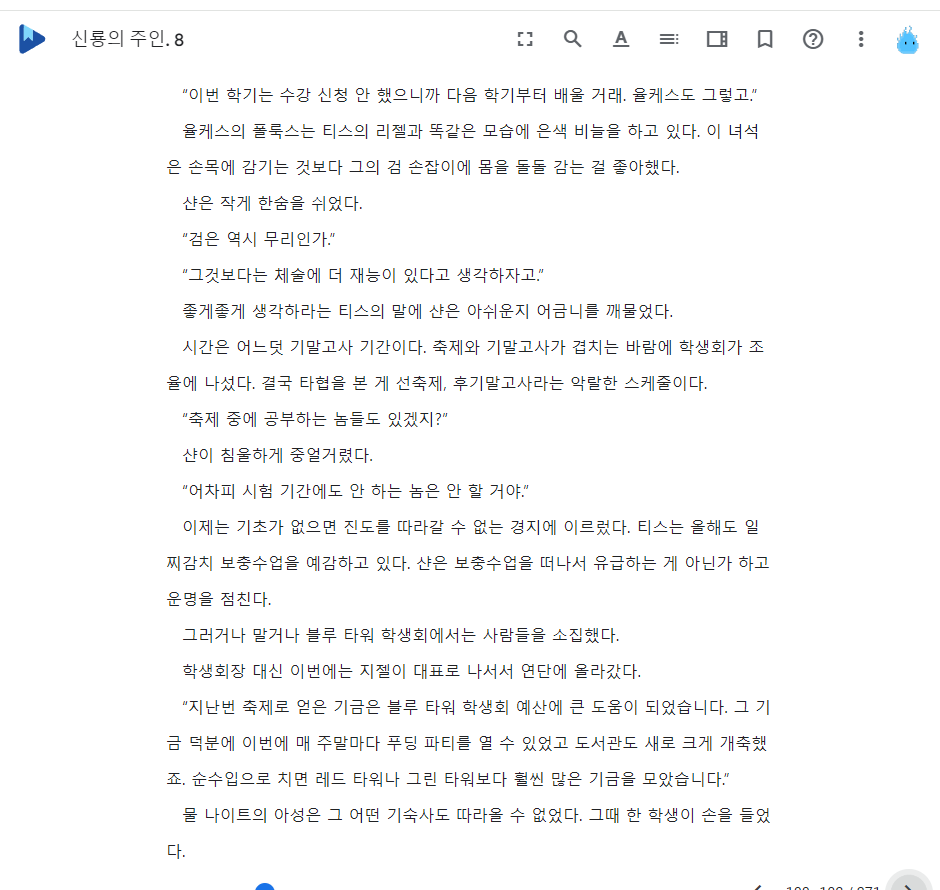 신룡의 주인. 8
“이번 학기는 수강 신청 안 했으니까 다음 학기부터 배울 거래. 율케스도 그렇고.”
율케스의 폴룩스는 티스의 리젤과 똑같은 모습에 은색 비늘을 하고 있다. 이 녀석
은 손목에 감기는 것보다 그의 검 손잡이에 몸을 돌돌 감는 걸 좋아했다.
샨은 작게 한숨을 쉬었다.
“검은 역시 무리인가.”
“그것보다는 체술에 더 재능이 있다고 생각하자고.”
좋게좋게 생각하라는 티스의 말에 샨은 아쉬운지 어금니를 깨물었다.
시간은 어느덧 기말고사 기간이다. 축제와 기말고사가 겹치는 바람에 학생회가 조
율에 나섰다. 결국 타협을 본 게 선축제, 후기말고사라는 악랄한 스케줄이다.
“축제 중에 공부하는 놈들도 있겠지?”
샨이 침울하게 중얼거렸다.
“어차피 시험 기간에도 안 하는 놈은 안 할 거야.”
이제는 기초가 없으면 진도를 따라갈 수 없는 경지에 이르렀다. 티스는 올해도 일
찌감치 보충수업을 예감하고 있다. 샨은 보충수업을 떠나서 유급하는 게 아닌가 하고
운명을 점친다.
그러거나 말거나 블루 타워 학생회에서는 사람들을 소집했다.
학생회장 대신 이번에는 지젤이 대표로 나서서 연단에 올라갔다.
“지난번 축제로 얻은 기금은 블루 타워 학생회 예산에 큰 도움이 되었습니다. 그 기
금 덕분에 이번에 매 주말마다 푸딩 파티를 열 수 있었고 도서관도 새로 크게 개축했
죠. 순수입으로 치면 레드 타워나 그린 타워보다 훨씬 많은 기금을 모았습니다.”
물 나이트의 아성은 그 어떤 기숙사도 따라올 수 없었다. 그때 한 학생이 손을 들었
다.